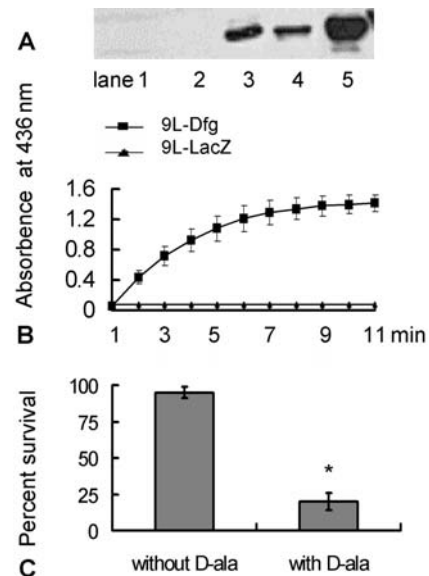 A
lane 1 2 3 4 5
9L-Dfg
9L-LacZ
Absorbence at 436 nm
1.6
1.2
0.8
0.4
0
B 1 3 5 7 9 11 min
Percent survival
100
75
50
25
0
*
C without D-ala with D-ala